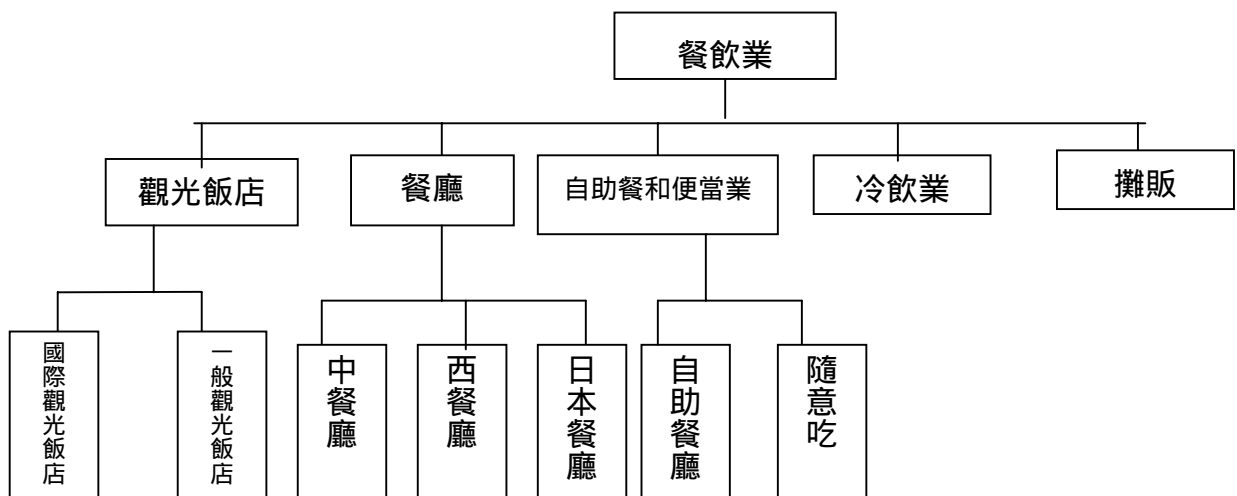 餐飲業
觀光飯店
餐廳
自助餐和便當業
冷飲業
攤販
國際觀光飯店
一般觀光飯店
中餐廳
西餐廳
日本餐廳
自助餐廳
隨意吃